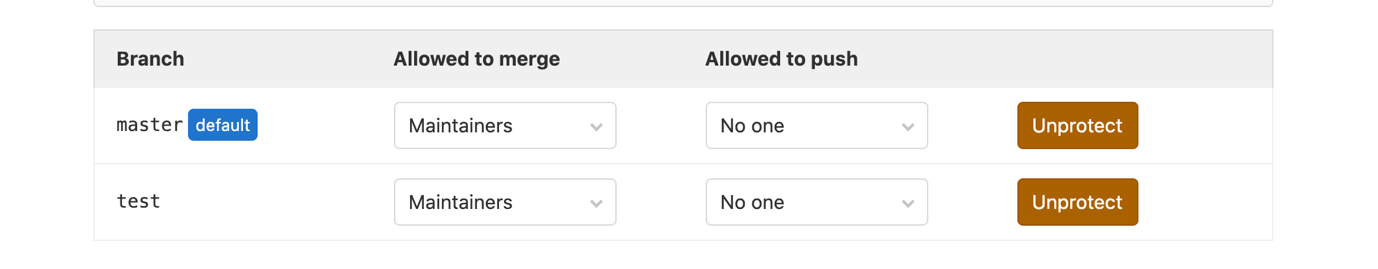 Branch Allowed to merge Allowed to push
master default Maintainers No one Unprotect
test Maintainers No one Unprotect